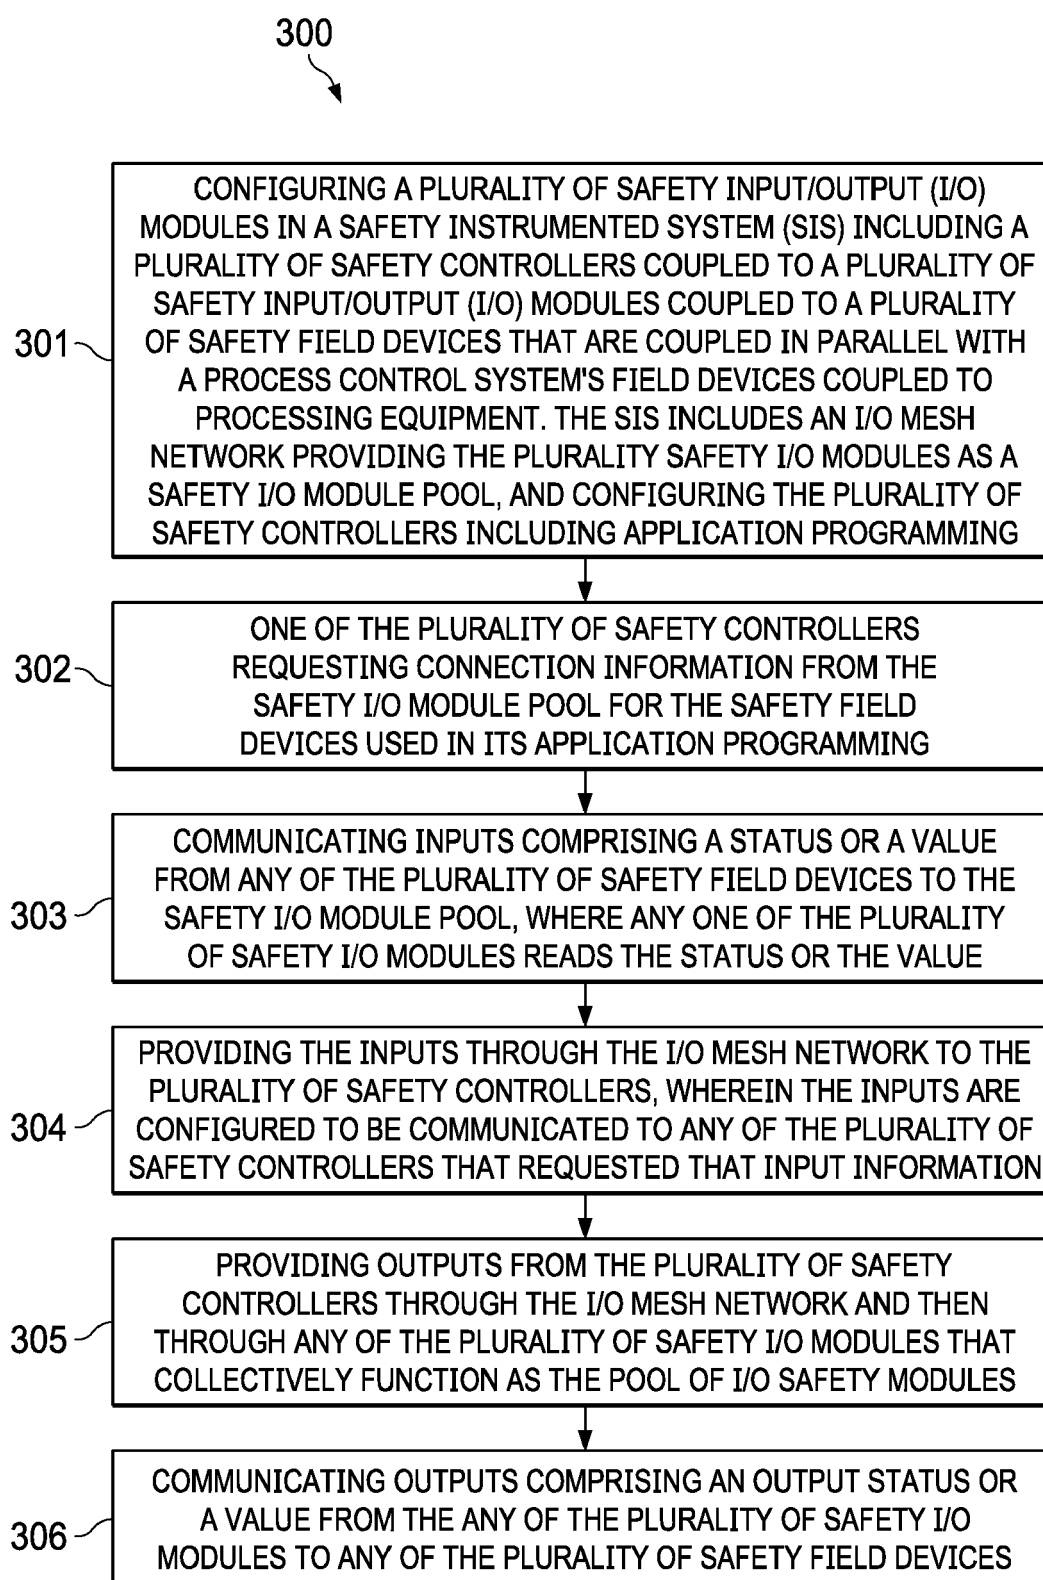 300
301
CONFIGURING A PLURALITY OF SAFETY INPUT/OUTPUT (I/O)
MODULES IN A SAFETY INSTRUMENTED SYSTEM (SIS) INCLUDING A
PLURALITY OF SAFETY CONTROLLERS COUPLED TO A PLURALITY OF
SAFETY INPUT/OUTPUT (I/O) MODULES COUPLED TO A PLURALITY
OF SAFETY FIELD DEVICES THAT ARE COUPLED IN PARALLEL WITH
A PROCESS CONTROL SYSTEM'S FIELD DEVICES COUPLED TO
PROCESSING EQUIPMENT. THE SIS INCLUDES AN I/O MESH
NETWORK PROVIDING THE PLURALITY SAFETY I/O MODULES AS A
SAFETY I/O MODULE POOL, AND CONFIGURING THE PLURALITY OF
SAFETY CONTROLLERS INCLUDING APPLICATION PROGRAMMING
302
ONE OF THE PLURALITY OF SAFETY CONTROLLERS
REQUESTING CONNECTION INFORMATION FROM THE
SAFETY I/O MODULE POOL FOR THE SAFETY FIELD
DEVICES USED IN ITS APPLICATION PROGRAMMING
303
COMMUNICATING INPUTS COMPRISING A STATUS OR A VALUE
FROM ANY OF THE PLURALITY OF SAFETY FIELD DEVICES TO THE
SAFETY I/O MODULE POOL, WHERE ANY ONE OF THE PLURALITY
OF SAFETY I/O MODULES READS THE STATUS OR THE VALUE
304
PROVIDING THE INPUTS THROUGH THE I/O MESH NETWORK TO THE
PLURALITY OF SAFETY CONTROLLERS, WHEREIN THE INPUTS ARE
CONFIGURED TO BE COMMUNICATED TO ANY OF THE PLURALITY OF
SAFETY CONTROLLERS THAT REQUESTED THAT INPUT INFORMATION
305
PROVIDING OUTPUTS FROM THE PLURALITY OF SAFETY
CONTROLLERS THROUGH THE I/O MESH NETWORK AND THEN
THROUGH ANY OF THE PLURALITY OF SAFETY I/O MODULES THAT
COLLECTIVELY FUNCTION AS THE POOL OF I/O SAFETY MODULES
306
COMMUNICATING OUTPUTS COMPRISING AN OUTPUT STATUS OR
A VALUE FROM THE ANY OF THE PLURALITY OF SAFETY I/O
MODULES TO ANY OF THE PLURALITY OF SAFETY FIELD DEVICES